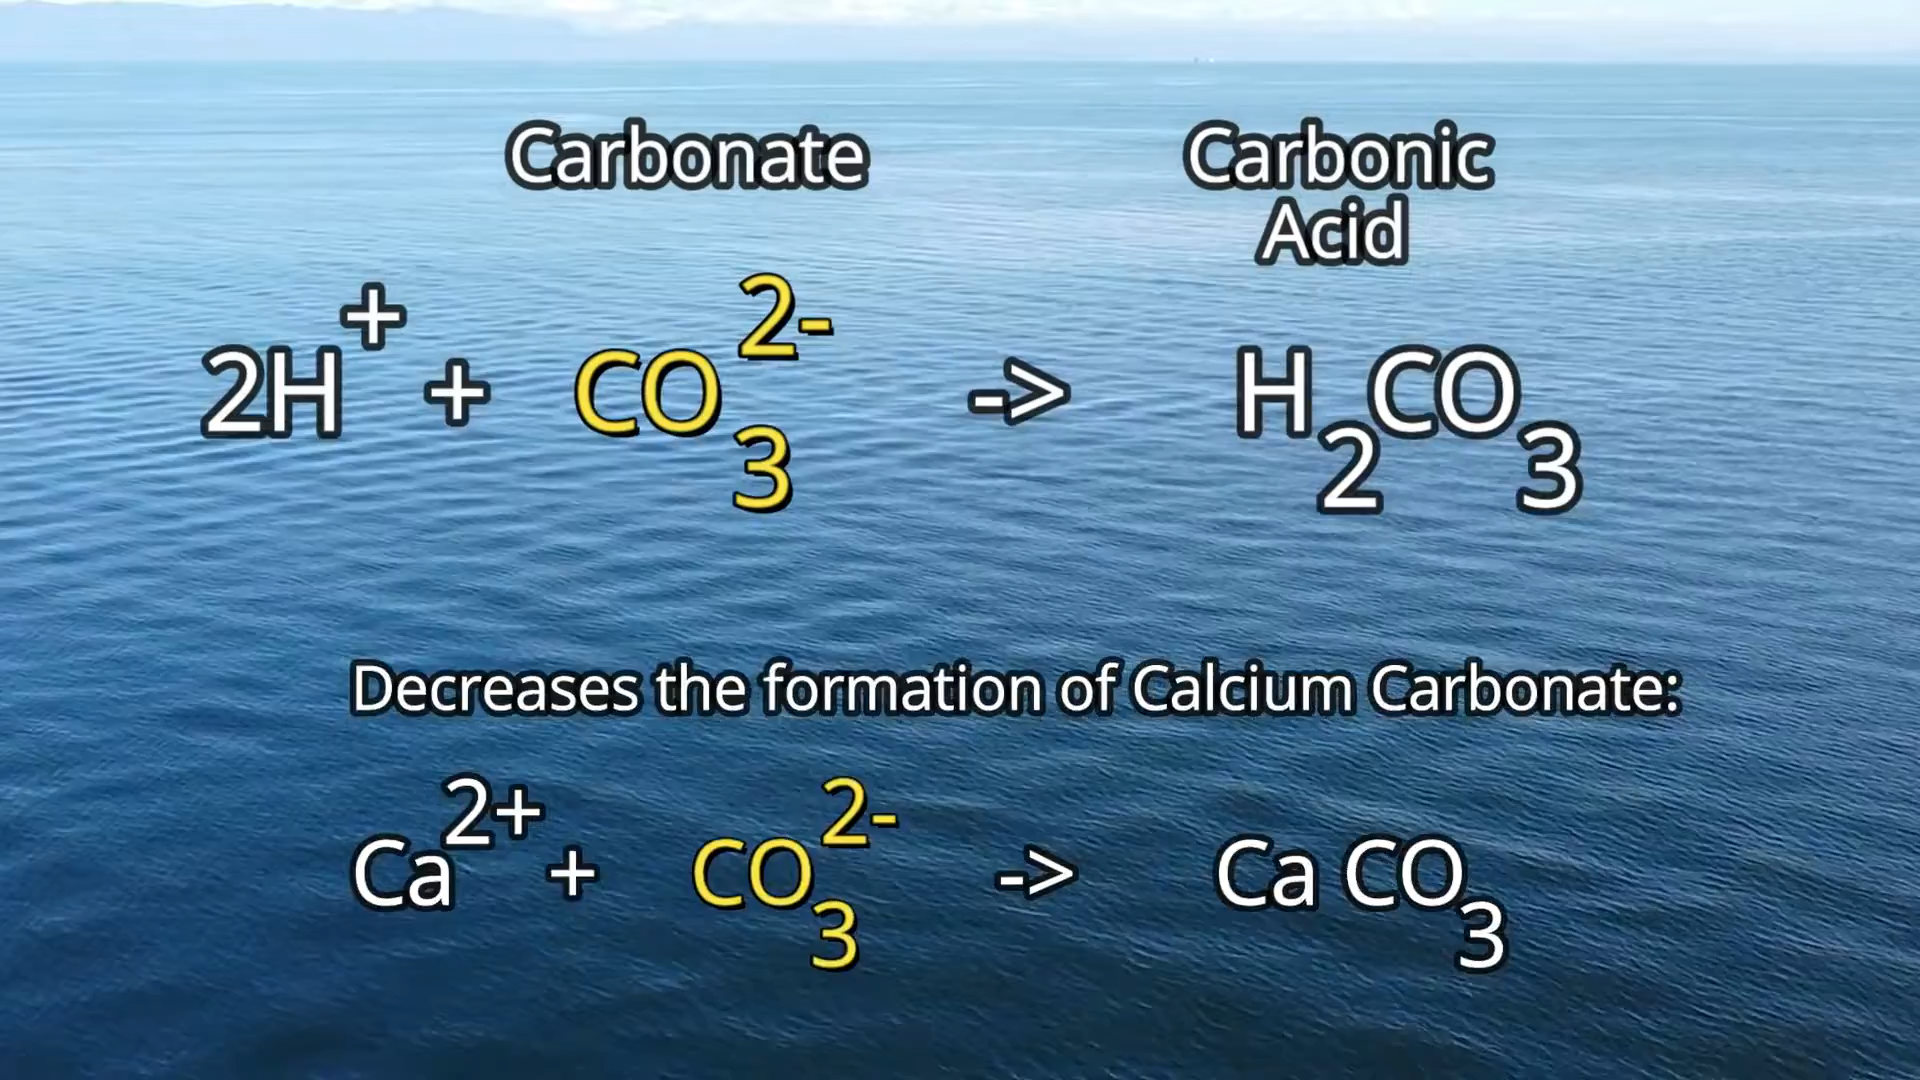 Carbonate
Carbonic
Acid
2H⁺ + CO₃²⁻ -> H₂CO₃
Decreases the formation of Calcium Carbonate:
Ca²⁺ + CO₃²⁻ -> Ca CO₃